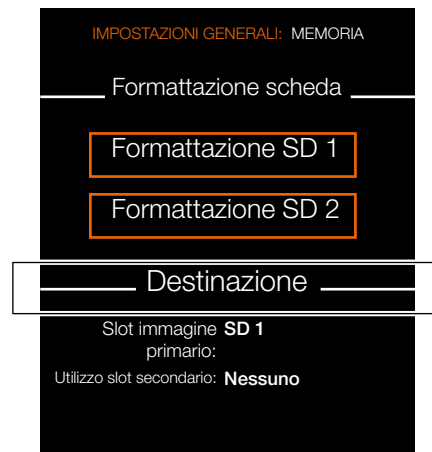 IMPOSTAZIONI GENERALI: MEMORIA
Formattazione scheda
Formattazione SD 1
Formattazione SD 2
Destinazione
Slot immagine SD 1
primario:
Utilizzo slot secondario: Nessuno